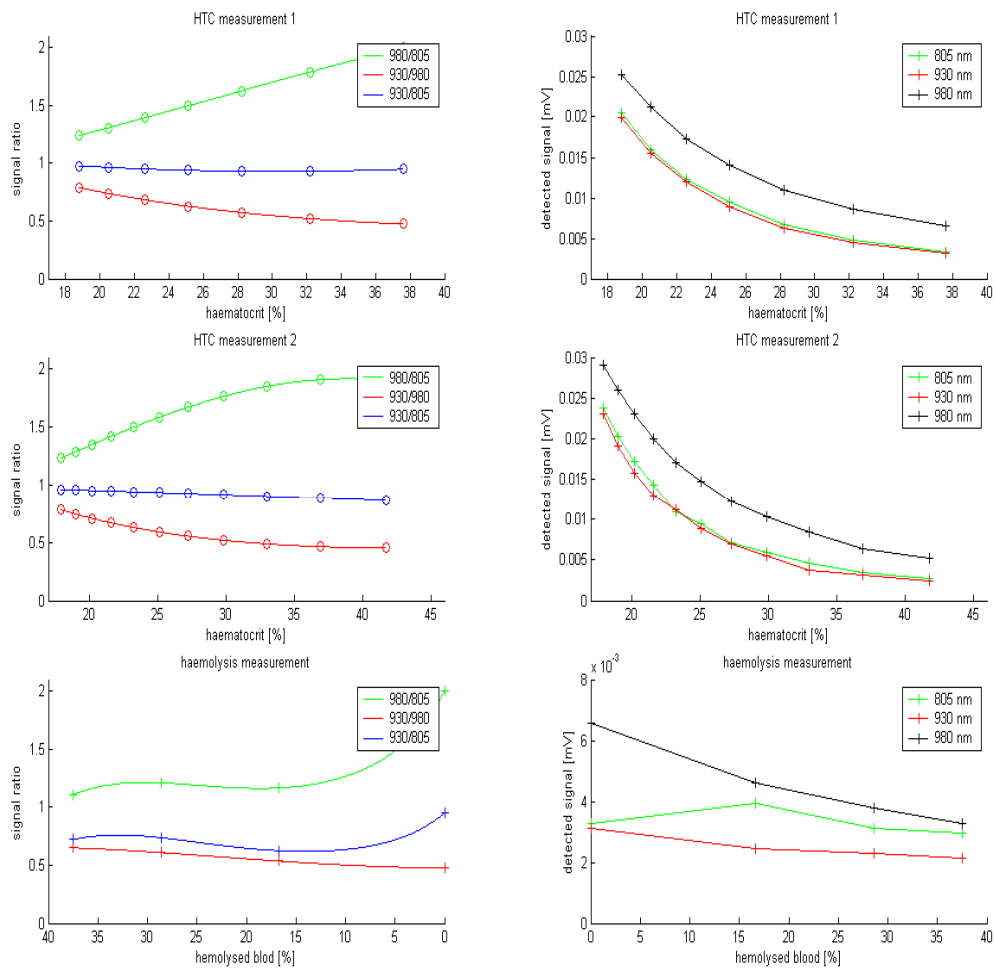 HTC measurement 1
2
1.5
1
0.5
0
signal ratio
980/805
930/980
930/805
18 20 22 24 26 28 30 32 34 36 38 40
haematocrit [%]
HTC measurement 1
0.03
0.025
0.02
0.015
0.01
0.005
0
detected signal [mV]
805 nm
930 nm
980 nm
18 20 22 24 26 28 30 32 34 36 38 40
haematocrit [%]
HTC measurement 2
2
1.5
1
0.5
0
signal ratio
980/805
930/980
930/805
20 25 30 35 40 45
haematocrit [%]
HTC measurement 2
0.03
0.025
0.02
0.015
0.01
0.005
0
detected signal [mV]
805 nm
930 nm
980 nm
20 25 30 35 40 45
haematocrit [%]
haemolysis measurement
2
1.5
1
0.5
0
signal ratio
980/805
930/980
930/805
40 35 30 25 20 15 10 5 0
hemolysed blod [%]
haemolysis measurement
x 10⁻³
8
6
4
2
0
detected signal [mV]
805 nm
930 nm
980 nm
0 5 10 15 20 25 30 35 40
hemolysed blod [%]